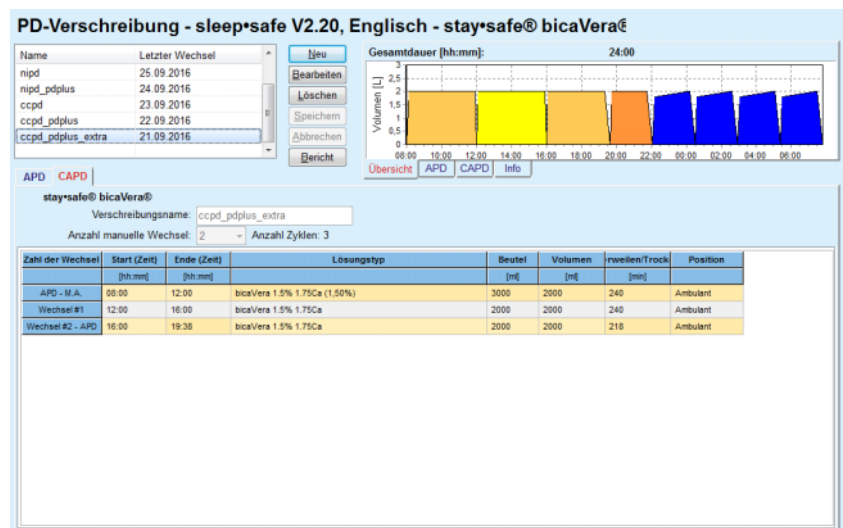 PD-Verschreibung - sleep•safe V2.20, Englisch - stay•safe® bicaVera®
Name Letzter Wechsel
nipd 25.09.2016
nipd_pdplus 24.09.2016
ccpd 23.09.2016
ccpd_pdplus 22.09.2016
ccpd_pdplus_extra 21.09.2016
Neu
Bearbeiten
Löschen
Speichern
Abbrechen
Bericht
Gesamtdauer [hh:mm]: 24:00
Volumen [L]
3
2,5
2
1,5
1
0,5
0
08:00 10:00 12:00 14:00 16:00 18:00 20:00 22:00 00:00 02:00 04:00 06:00
Übersicht APD CAPD Info
APD CAPD
stay•safe® bicaVera®
Verschreibungsname: ccpd_pdplus_extra
Anzahl manuelle Wechsel: 2 Anzahl Zyklen: 3
Zahl der Wechsel Start (Zeit) Ende (Zeit) Lösungstyp Beutel Volumen rweilen/Trock Position
[hh:mm] [hh:mm] [ml] [ml] [min]
APD - M.A. 08:00 12:00 bicaVera 1.5% 1.75Ca (1,50%) 3000 2000 240 Ambulant
Wechsel #1 12:00 16:00 bicaVera 1.5% 1.75Ca 2000 2000 240 Ambulant
Wechsel #2 - APD 16:00 19:38 bicaVera 1.5% 1.75Ca 2000 2000 218 Ambulant